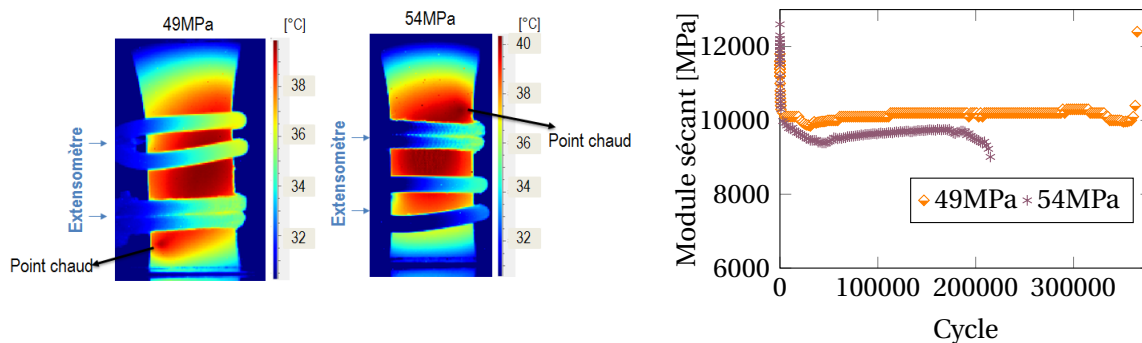 49MPa
[°C]
38
36
34
32
Extensomètre
Point chaud
54MPa
[°C]
40
38
36
34
32
Extensomètre
Point chaud
Module sécant [MPa]
12000
10000
8000
6000
0
100000
200000
300000
49MPa
54MPa
Cycle